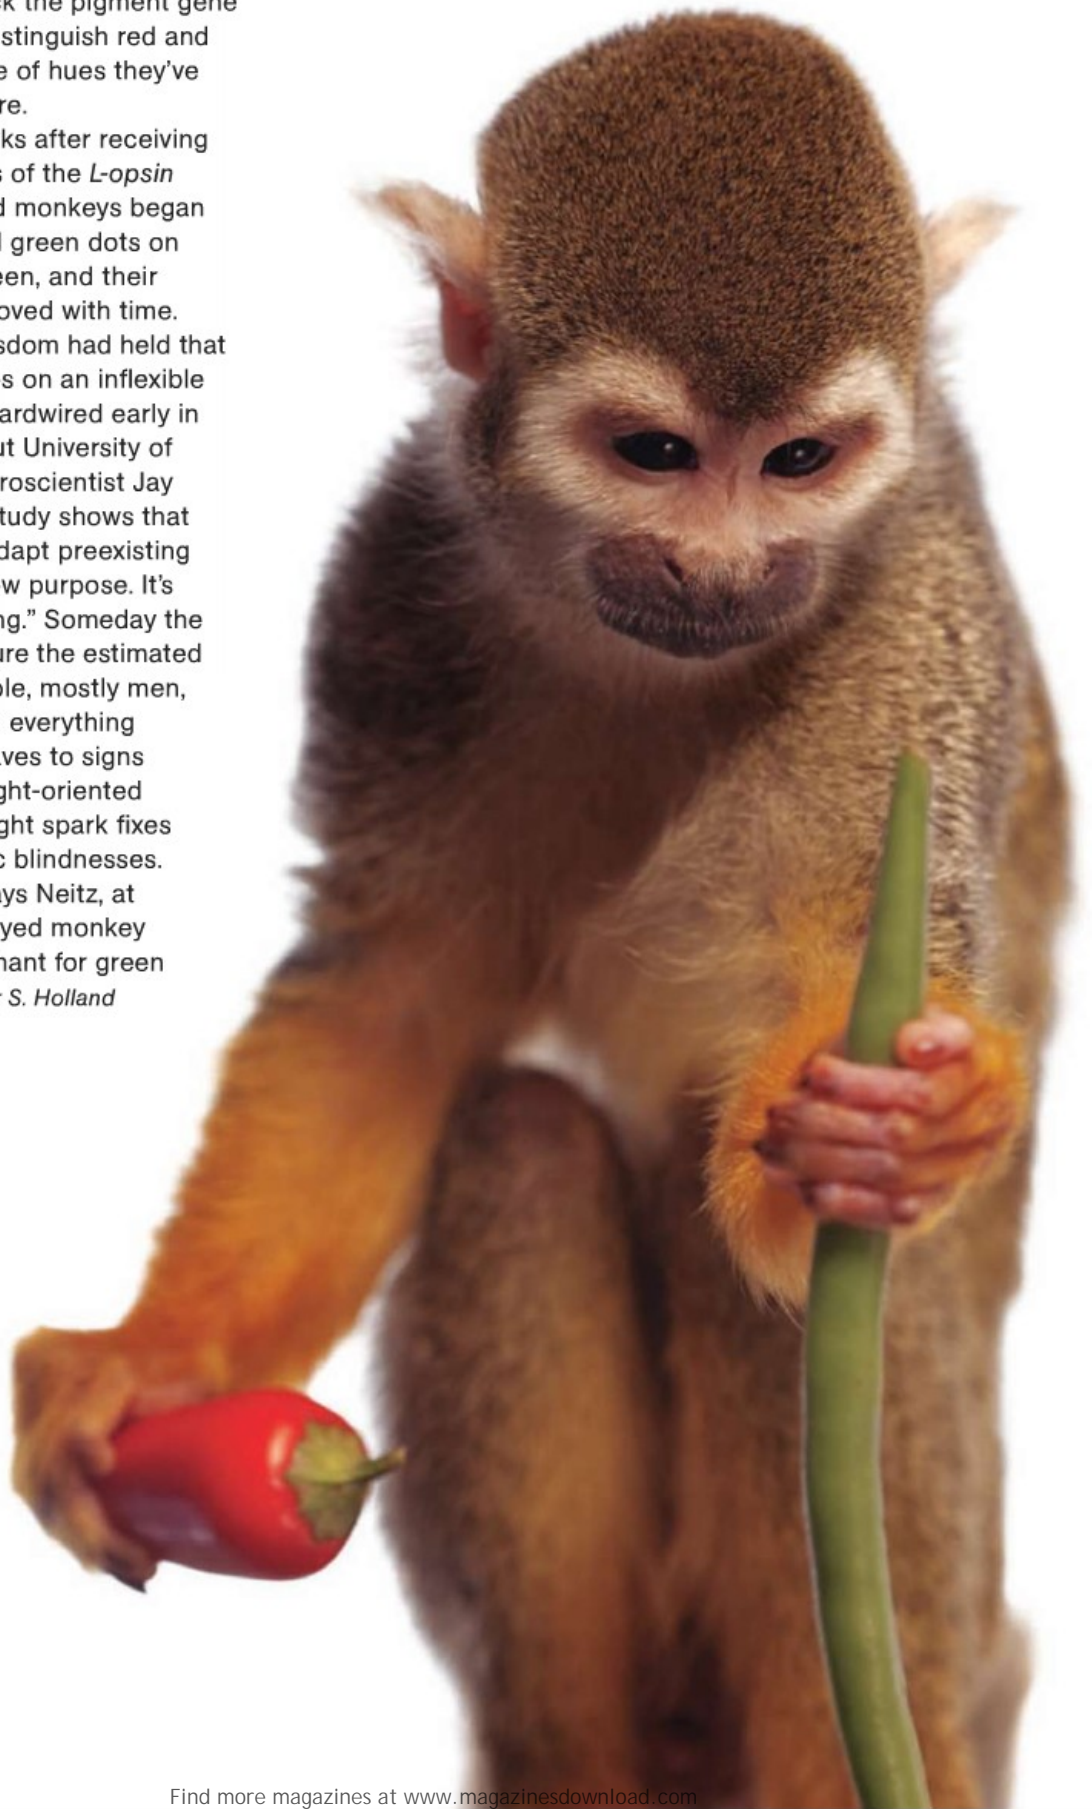 ck the pigment gene
stinguish red and
e of hues they've
re.
ks after receiving
s of the L-opsin
d monkeys began
l green dots on
een, and their
oved with time.
sdom had held that
s on an inflexible
ardwired early in
ut University of
roscientist Jay
tudy shows that
dapt preexisting
w purpose. It's
ng.” Someday the
ure the estimated
ple, mostly men,
everything
ves to signs
ght-oriented
ght spark fixes
c blindnesses.
ays Neitz, at
yed monkey
nant for green
r S. Holland
Find more magazines at www.magazinesdownload.com